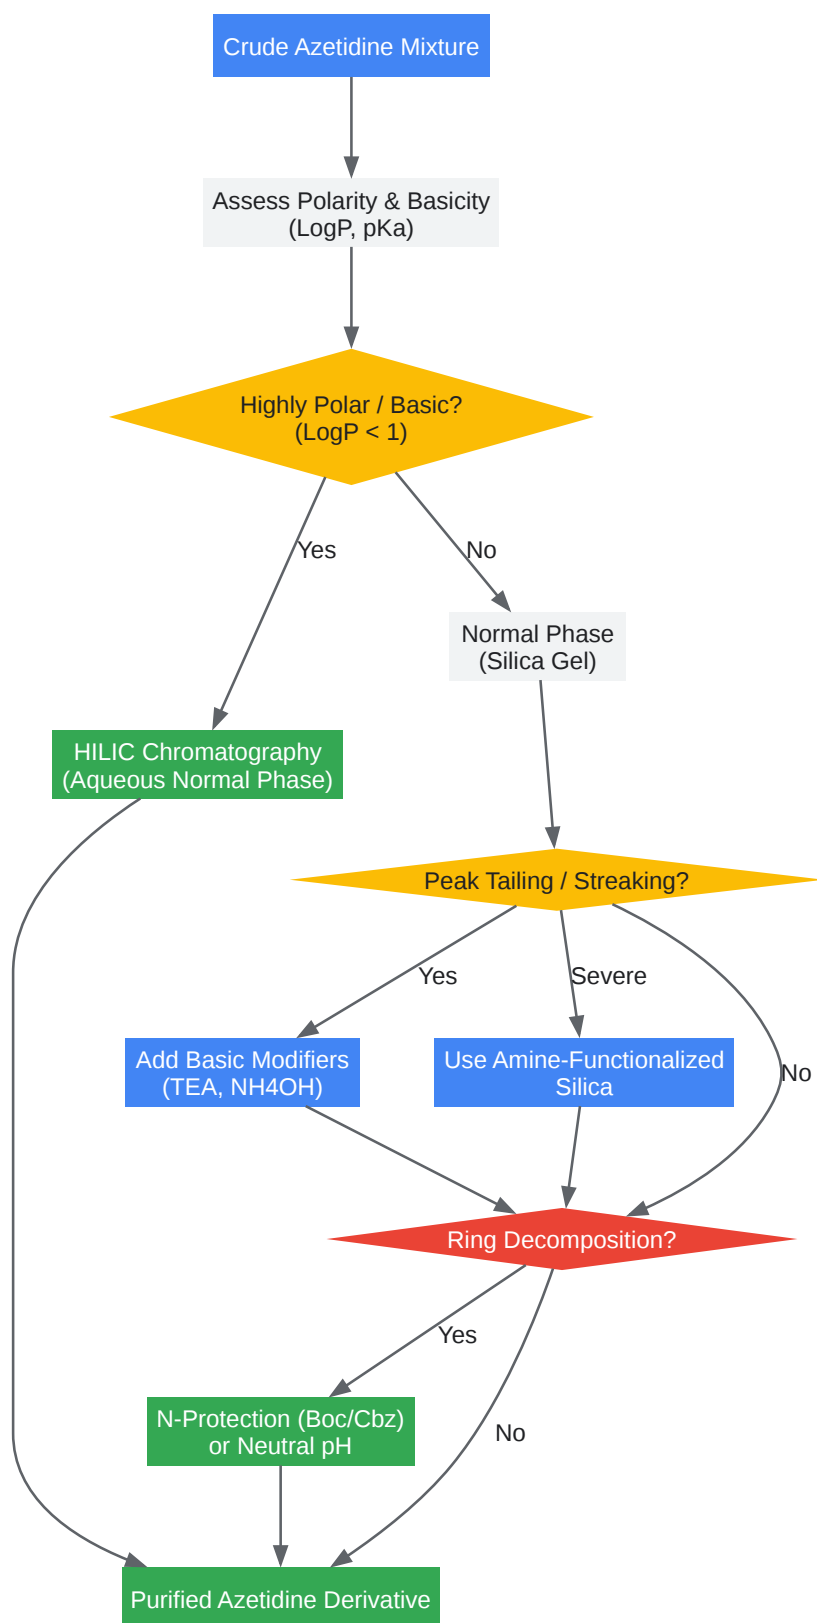 Crude Azetidine Mixture
Assess Polarity & Basicity
(LogP, pKa)
Highly Polar / Basic?
(LogP < 1)
Yes
No
Normal Phase
(Silica Gel)
HILIC Chromatography
(Aqueous Normal Phase)
Peak Tailing / Streaking?
Yes
Severe
No
Add Basic Modifiers
(TEA, NH4OH)
Use Amine-Functionalized
Silica
Ring Decomposition?
Yes
No
N-Protection (Boc/Cbz)
or Neutral pH
Purified Azetidine Derivative